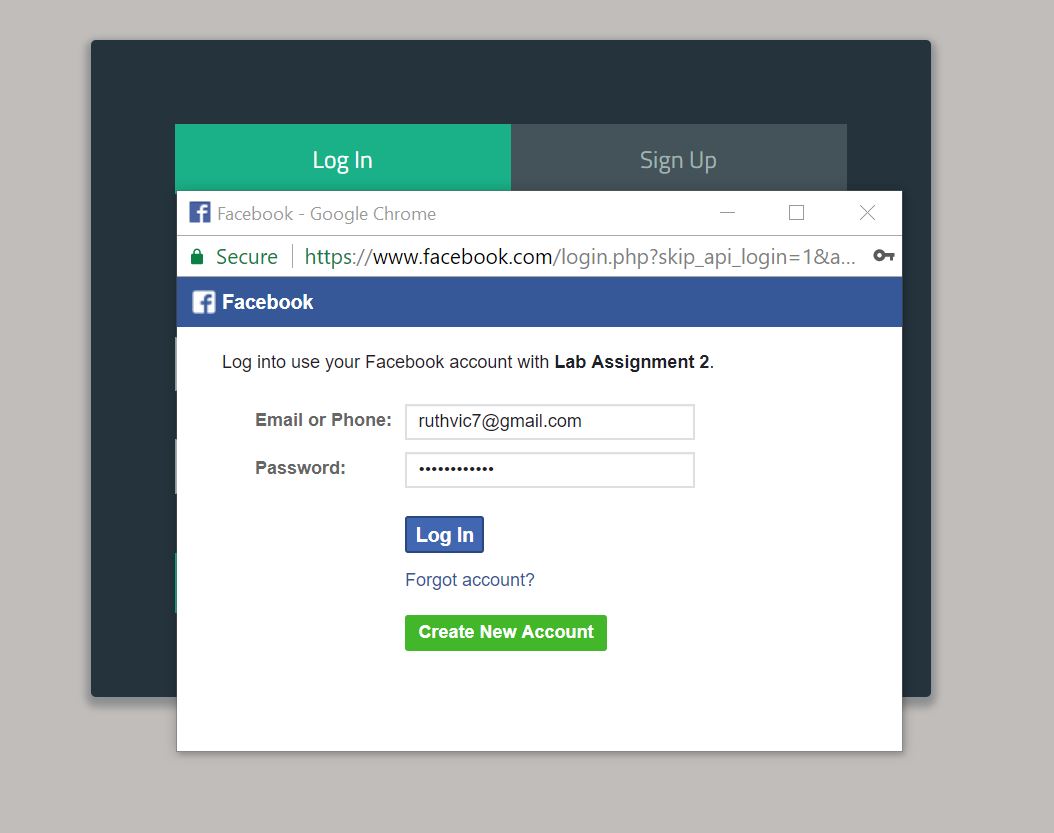 Log In
Sign Up
Facebook - Google Chrome
Secure
https://www.facebook.com/login.php?skip_api_login=1&a...
Facebook
Log into use your Facebook account with Lab Assignment 2.
Email or Phone: ruthvic7@gmail.com
Password: ••••••••••••
Log In
Forgot account?
Create New Account